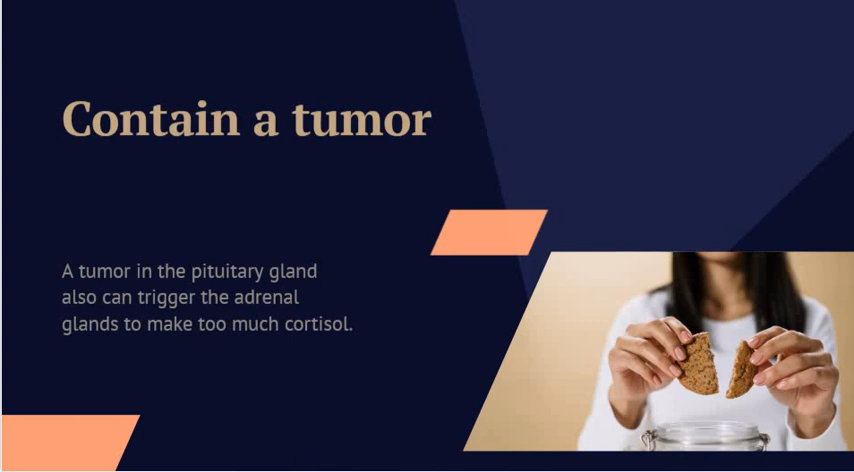 Contain a tumor
A tumor in the pituitary gland
also can trigger the adrenal
glands to make too much cortisol.